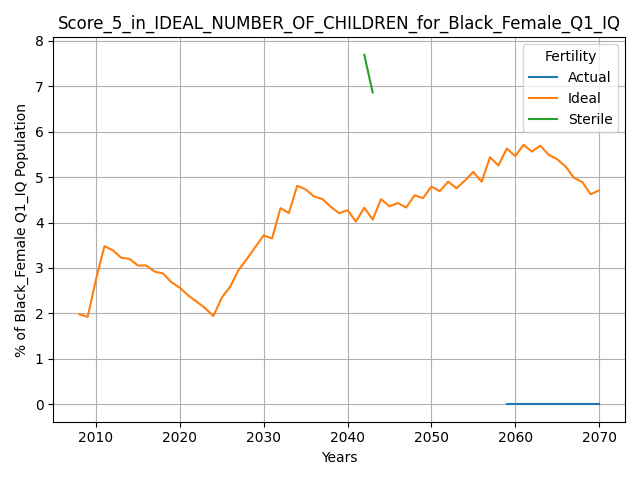 Score_5_in_IDEAL_NUMBER_OF_CHILDREN_for_Black_Female_Q1_IQ
% of Black_Female Q1_IQ Population
8
7
6
5
4
3
2
1
0
Fertility
Actual
Ideal
Sterile
2010 2020 2030 2040 2050 2060 2070
Years